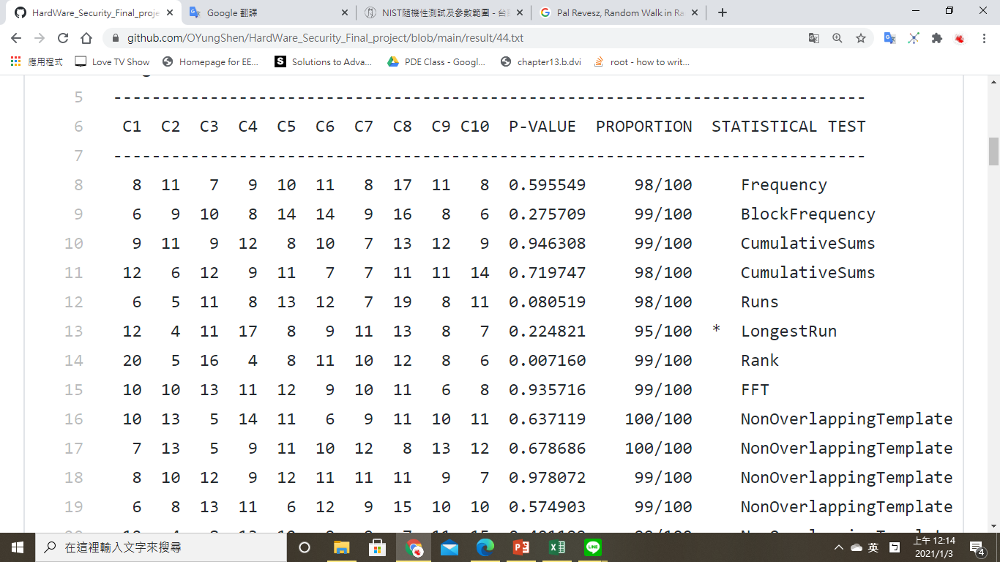 HardWare_Security_Final_proje
Google 翻譯
NIST隨機性測試及參數範圍 - 台
Pal Revesz, Random Walk in Ra
github.com/OYungShen/HardWare_Security_Final_project/blob/main/result/44.txt
應用程式 Love TV Show Homepage for EE... S Solutions to Adva... PDE Class - Googl... chapter13.b.dvi root - how to writ...
5 ------------------------------------------------------------------------------
6 C1 C2 C3 C4 C5 C6 C7 C8 C9 C10 P-VALUE PROPORTION STATISTICAL TEST
7 ------------------------------------------------------------------------------
8 8 11 7 9 10 11 8 17 11 8 0.595549 98/100 Frequency
9 6 9 10 8 14 14 9 16 8 6 0.275709 99/100 BlockFrequency
10 9 11 9 12 8 10 7 13 12 9 0.946308 99/100 CumulativeSums
11 12 6 12 9 11 7 7 11 11 14 0.719747 98/100 CumulativeSums
12 6 5 11 8 13 12 7 19 8 11 0.080519 98/100 Runs
13 12 4 11 17 8 9 11 13 8 7 0.224821 95/100 * LongestRun
14 20 5 16 4 8 11 10 12 8 6 0.007160 99/100 Rank
15 10 10 13 11 12 9 10 11 6 8 0.935716 99/100 FFT
16 10 13 5 14 11 6 9 11 10 11 0.637119 100/100 NonOverlappingTemplate
17 7 13 5 9 11 10 12 8 13 12 0.678686 100/100 NonOverlappingTemplate
18 8 10 12 9 12 11 11 11 9 7 0.978072 99/100 NonOverlappingTemplate
19 6 8 13 11 6 12 9 15 10 10 0.574903 99/100 NonOverlappingTemplate
在這裡輸入文字來搜尋
英
上午 12:14
2021/1/3
4